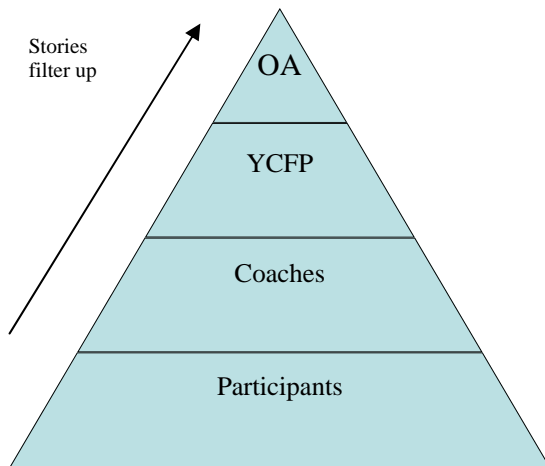 Stories
filter up
OA
YCFP
Coaches
Participants